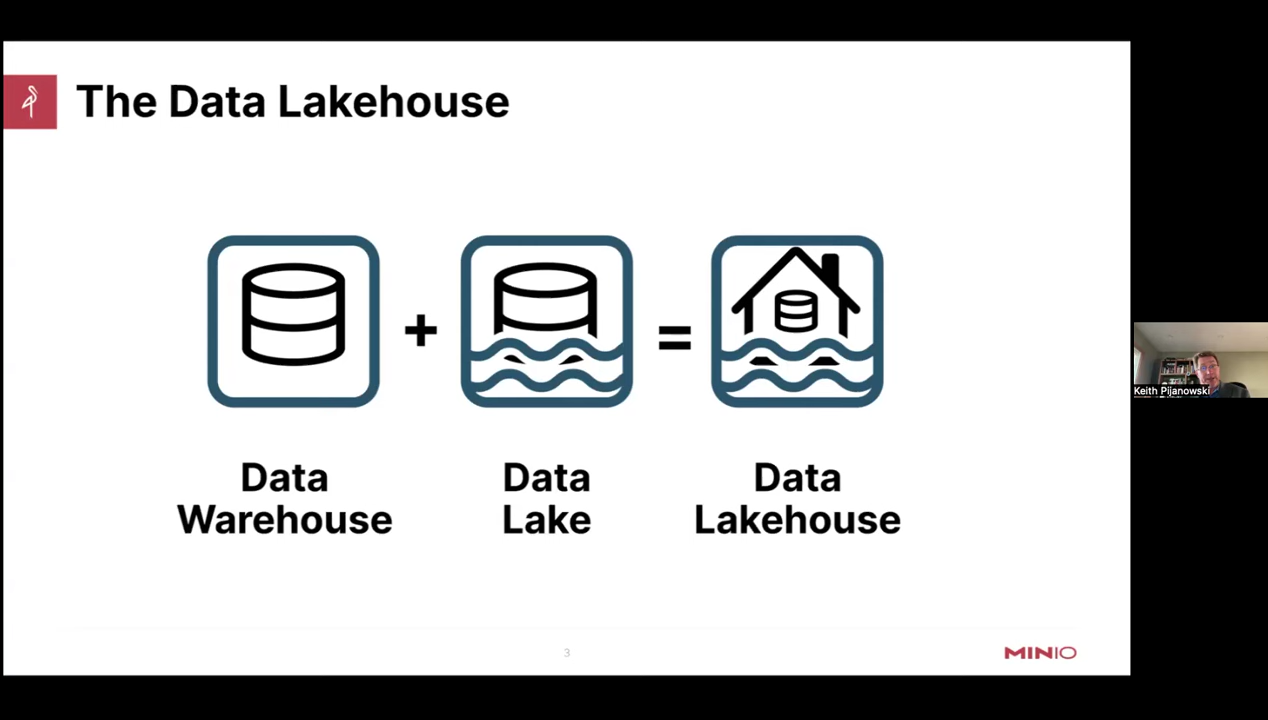 The Data Lakehouse
+
=
Data
Warehouse
Data
Lake
Data
Lakehouse
Keith Pijanowski
3
MINIO